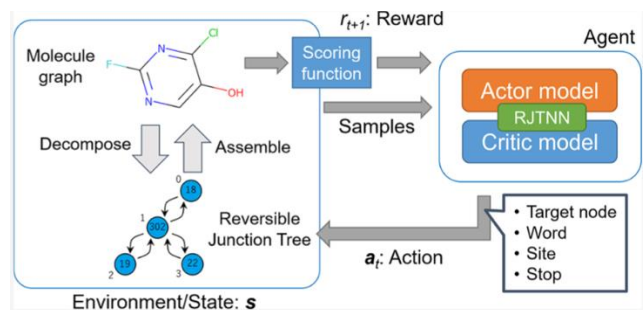 r_{t+1}: Reward
Molecule
graph
Cl
F
N
N
OH
Scoring
function
Agent
Actor model
RJTNN
Critic model
Samples
Decompose
Assemble
0
18
1
302
Reversible
Junction Tree
19
2
22
3
a_t: Action
• Target node
• Word
• Site
• Stop
Environment/State: s